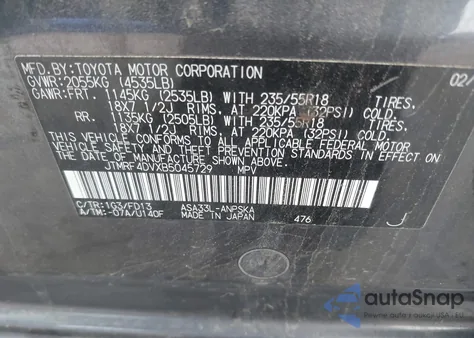 MFD.BY:TOYOTA MOTOR CORPORATION 02/
GVWR:2055KG (4535LB)
GAWR:FRT. 1145KG (2535LB) WITH 235/55R18 TIRES.
18X7 1/2J RIMS. AT 220KPA (32PSI) COLD.
RR. 1135KG (2505LB) WITH 235/55R18 TIRES.
18X7 1/2J RIMS. AT 220KPA (32PSI) COLD.
THIS VEHICLE CONFORMS TO ALL APPLICABLE FEDERAL MOTOR
VEHICLE SAFETY AND THEFT PREVENTION STANDARDS IN EFFECT
ON THE DATE OF MANUFACTURE SHOWN ABOVE.
JTMRF4DVXB5045729 MPV
C/TR:1G3/FD13 ASA33L-ANPSKA
A/TM:-07A/U140F MADE IN JAPAN 476 J
autoSnap